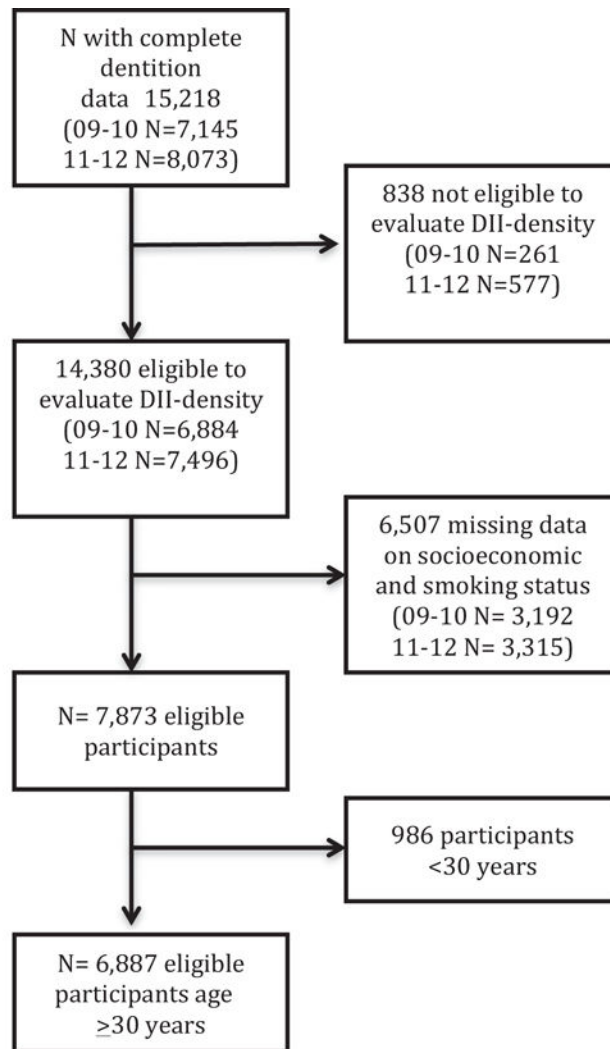 N with complete
dentition
data 15,218
(09-10 N=7,145
11-12 N=8,073)
838 not eligible to
evaluate DII-density
(09-10 N=261
11-12 N=577)
14,380 eligible to
evaluate DII-density
(09-10 N=6,884
11-12 N=7,496)
6,507 missing data
on socioeconomic
and smoking status
(09-10 N= 3,192
11-12 N= 3,315)
N= 7,873 eligible
participants
986 participants
<30 years
N= 6,887 eligible
participants age
≥30 years